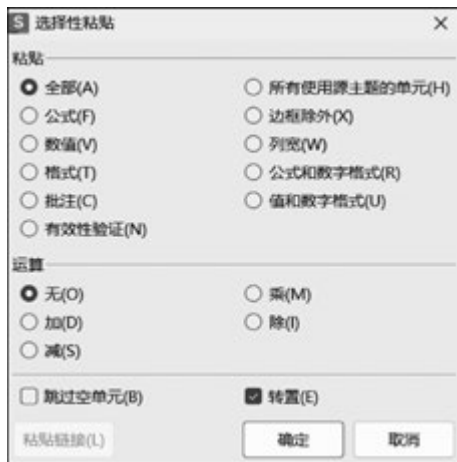 S 选择性粘贴
粘贴
全部(A) 所有使用源主题的单元(H)
公式(F) 边框除外(X)
数值(V) 列宽(W)
格式(T) 公式和数字格式(R)
批注(C) 值和数字格式(U)
有效性验证(N)
运算
无(O) 乘(M)
加(D) 除(I)
减(S)
跳过空单元(B) 转置(E)
粘贴链接(L) 确定 取消